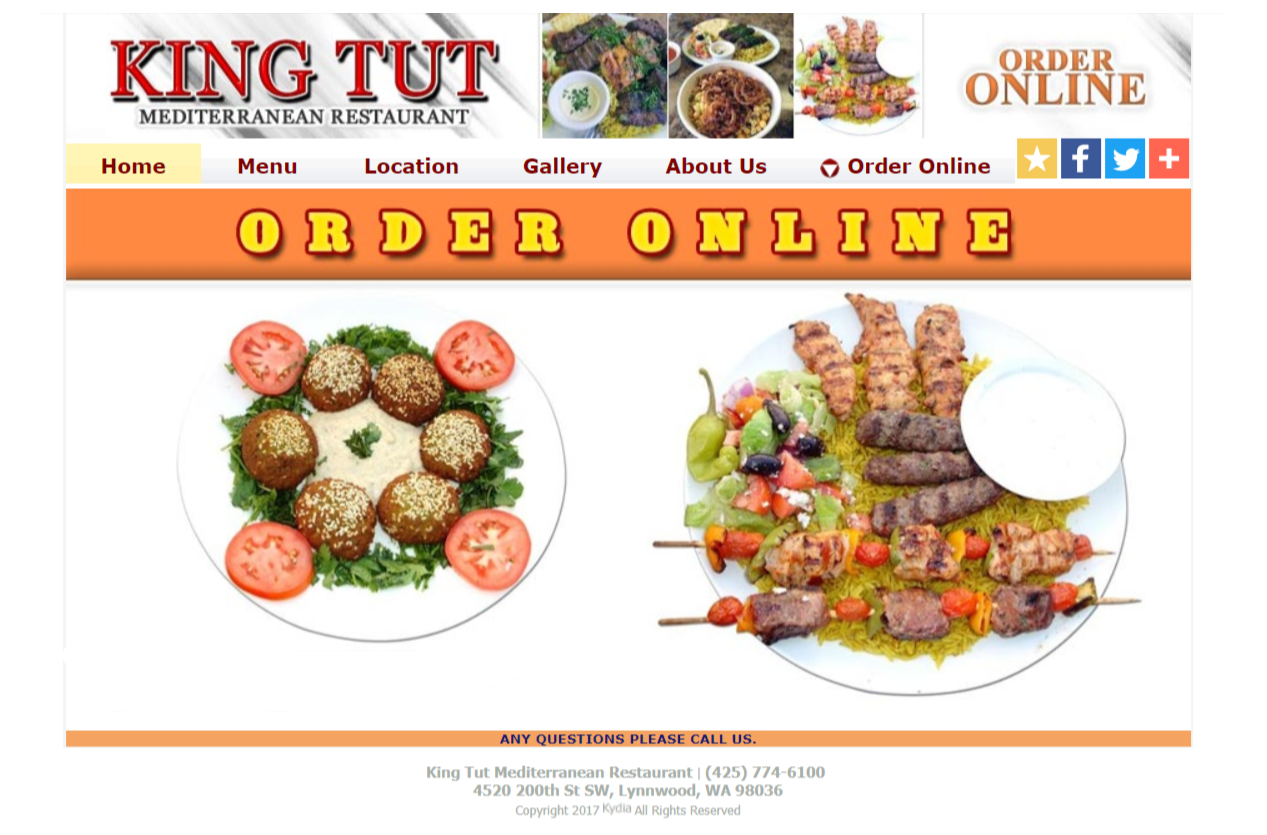 KING TUT
MEDITERRANEAN RESTAURANT
ORDER
ONLINE
Home Menu Location Gallery About Us Order Online
ORDER ONLINE
ANY QUESTIONS PLEASE CALL US.
King Tut Mediterranean Restaurant | (425) 774-6100
4520 200th St SW, Lynnwood, WA 98036
Copyright 2017 Kydia All Rights Reserved